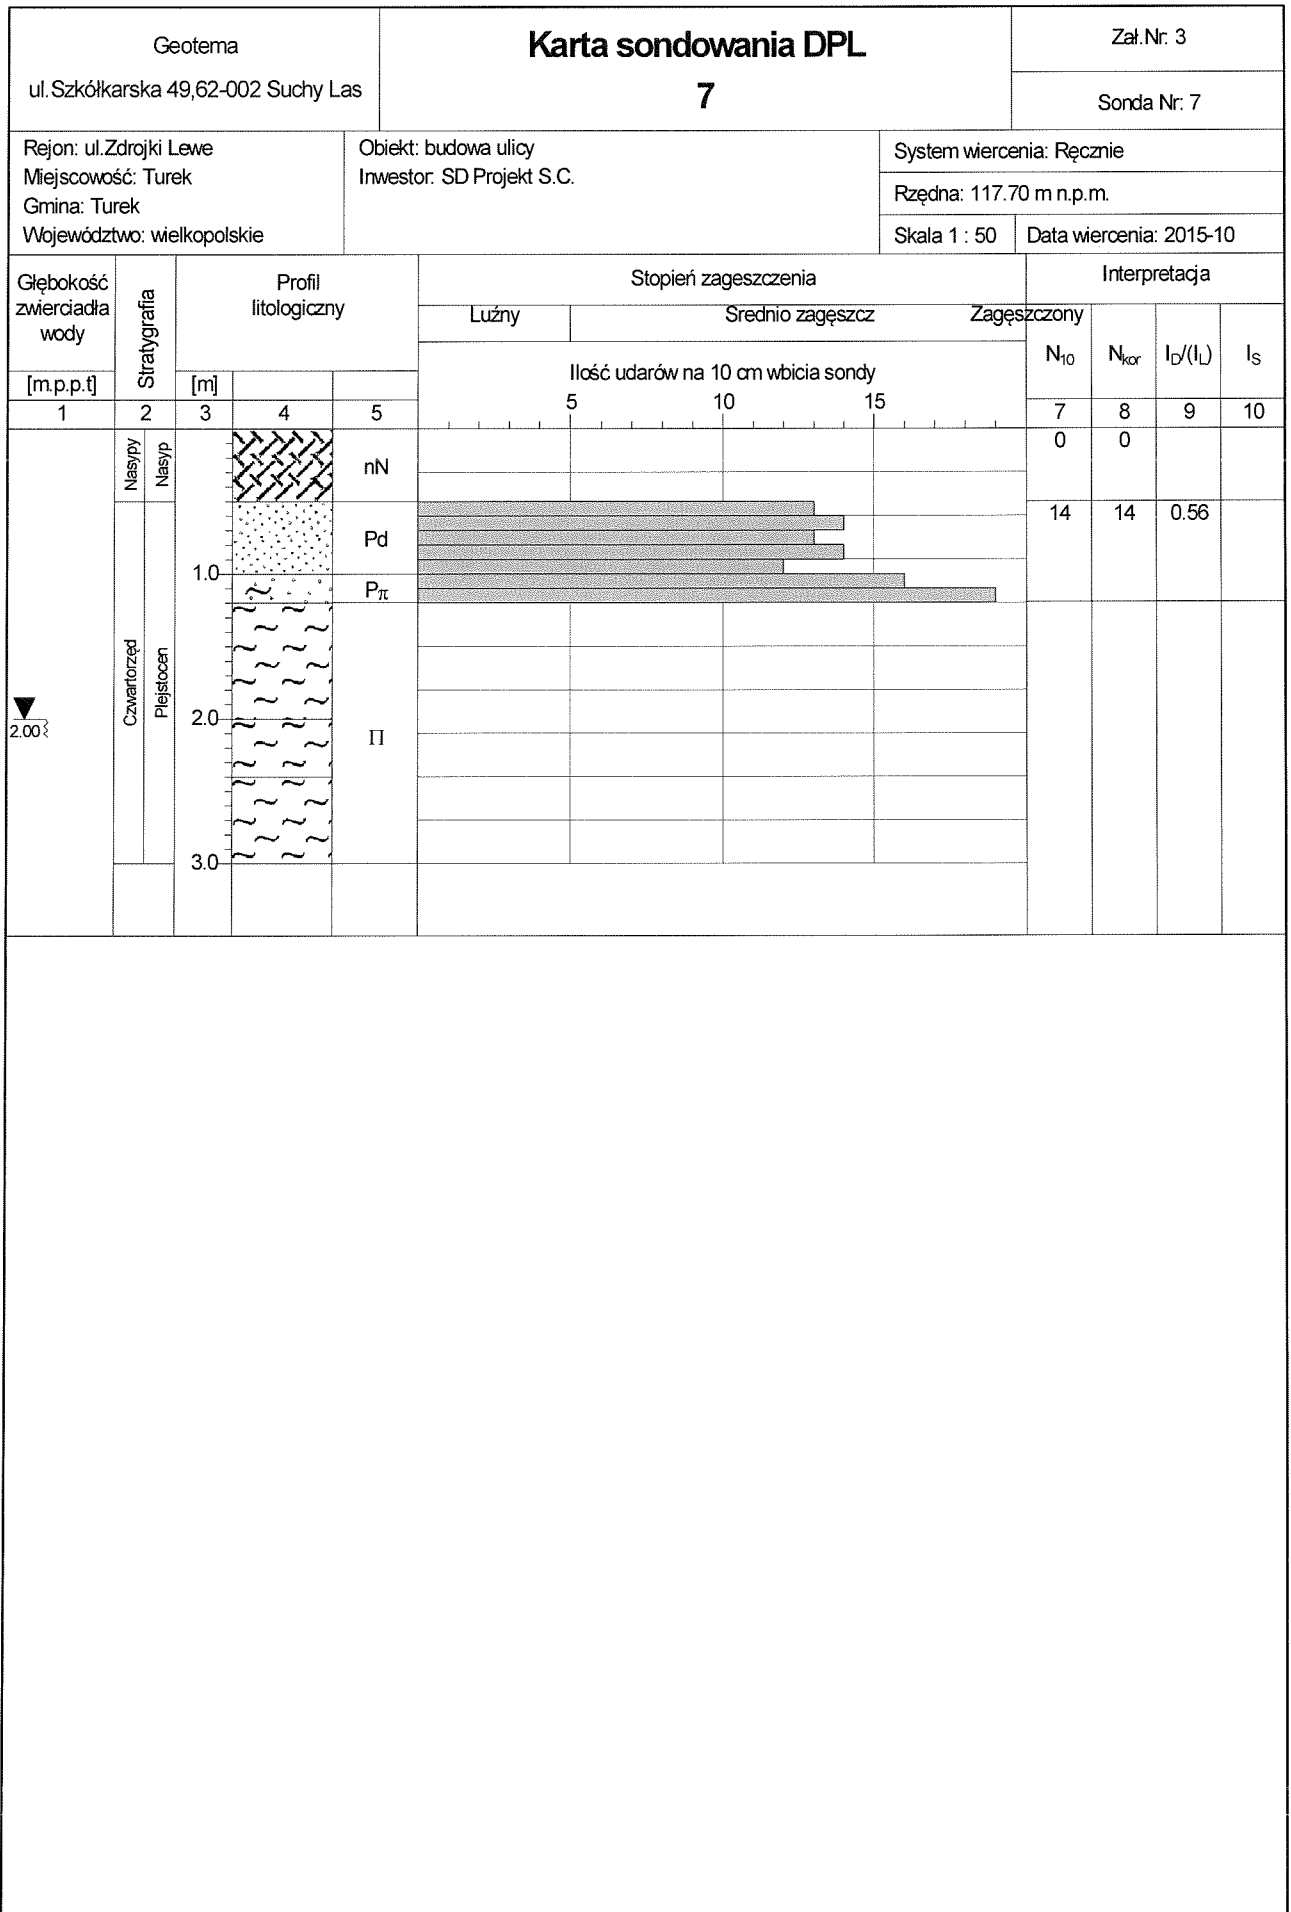 Geotema
ul.Szkółkarska 49,62-002 Suchy Las
Karta sondowania DPL
7
Zał.Nr: 3
Sonda Nr: 7
Rejon: ul.Zdrojki Lewe
Miejscowość: Turek
Gmina: Turek
Województwo: wielkopolskie
Obiekt: budowa ulicy
Inwestor: SD Projekt S.C.
System wiercenia: Ręcznie
Rzędna: 117.70 m n.p.m.
Skala 1 : 50
Data wiercenia: 2015-10
Głębokość
zwierciadła
wody
[m.p.p.t]
Stratygrafia
Profil
litologiczny
[m]
Stopień zageszczenia
Luźny
Srednio zagęszcz
Zagęszczony
Ilość udarów na 10 cm wbicia sondy
5 10 15
Interpretacja
N10 Nkor ID/(IL) IS
1 2 3 4 5 7 8 9 10
Nasypy
Nasyp
nN
0 0
Pd
14 14 0.56
1.0
Pπ
Czwartorzęd
Plejstocen
2.00
2.0
Π
3.0